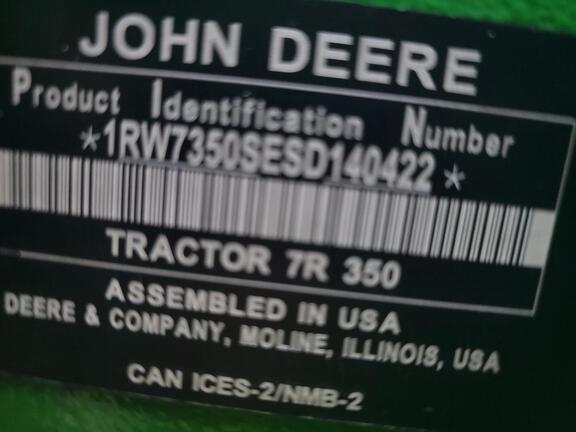 JOHN DEERE
Product Identification Number
*1RW7350SESD140422*
TRACTOR 7R 350
ASSEMBLED IN USA
DEERE & COMPANY, MOLINE, ILLINOIS, USA
CAN ICES-2/NMB-2